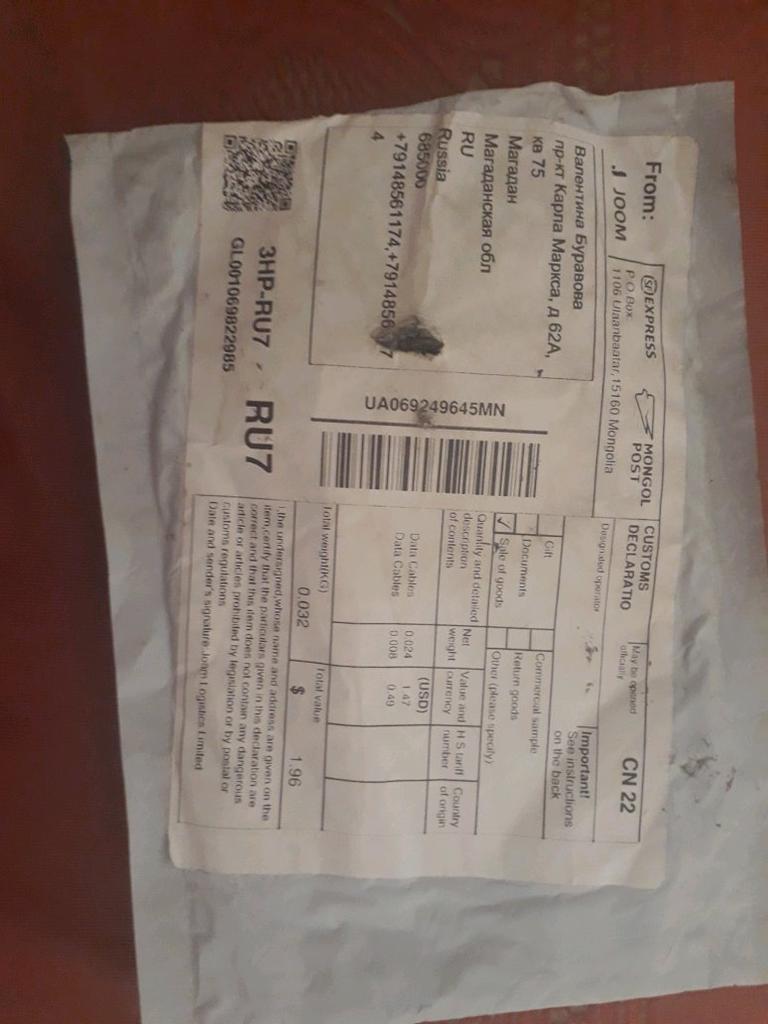 From:
JOOM
EXPRESS
MONGOL
POST
P.O.Box.
1106 Ulaanbaatar, 15160 Mongolia
Валентина Буравова
пр-кт Карла Маркса, д 62А,
кв 75
Магадан
Магаданская обл
RU
Russia
685000
+79148561174,+7914856 7
4
UA069249645MN
3HP-RU7
RU7
GL001069822985
CUSTOMS
DECLARATIO
May be opened
officially
CN 22
Designated operator
Important!
See instructions
on the back
Gift
Commercial sample
Documents
Return goods
✓ Sale of goods
Other (please specify)
Quantity and detailed
description
of contents
Net
weight
Value and
currency
H S tariff
number
Country
of origin
(USD)
Data Cables 0.024 1.47
Data Cables 0.008 0.49
Total weight(KG)
Total value
0.032
$ 1.96
I,the undersigned,whose name and address are given on the
item,certify that the particulars given in this declaration are
correct and that this item does not contain any dangerous
article or articles prohibited by legislation or by postal or
customs regulations
Date and sender's signature Joom Logistics Limited